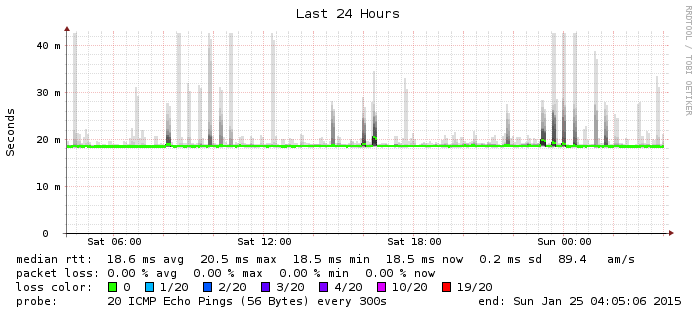 Last 24 Hours
RRDTOOL / TOBI OETIKER
Seconds
40 m
30 m
20 m
10 m
0
Sat 06:00 Sat 12:00 Sat 18:00 Sun 00:00
median rtt: 18.6 ms avg 20.5 ms max 18.5 ms min 18.5 ms now 0.2 ms sd 89.4 am/s
packet loss: 0.00 % avg 0.00 % max 0.00 % min 0.00 % now
loss color: 0 1/20 2/20 3/20 4/20 10/20 19/20
probe: 20 ICMP Echo Pings (56 Bytes) every 300s end: Sun Jan 25 04:05:06 2015